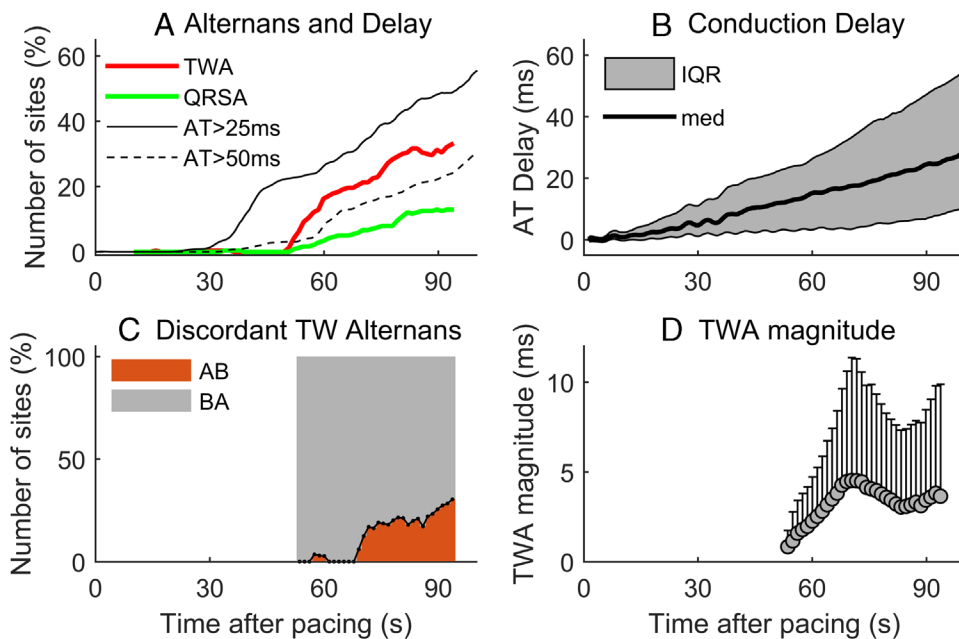 A Alternans and Delay
Number of sites (%)
60
40
20
0
TWA
QRSA
AT>25ms
AT>50ms
0 30 60 90
B Conduction Delay
AT Delay (ms)
60
40
20
0
IQR
med
0 30 60 90
C Discordant TW Alternans
Number of sites (%)
100
50
0
AB
BA
0 30 60 90
Time after pacing (s)
D TWA magnitude
TWA magnitude (ms)
10
5
0
0 30 60 90
Time after pacing (s)